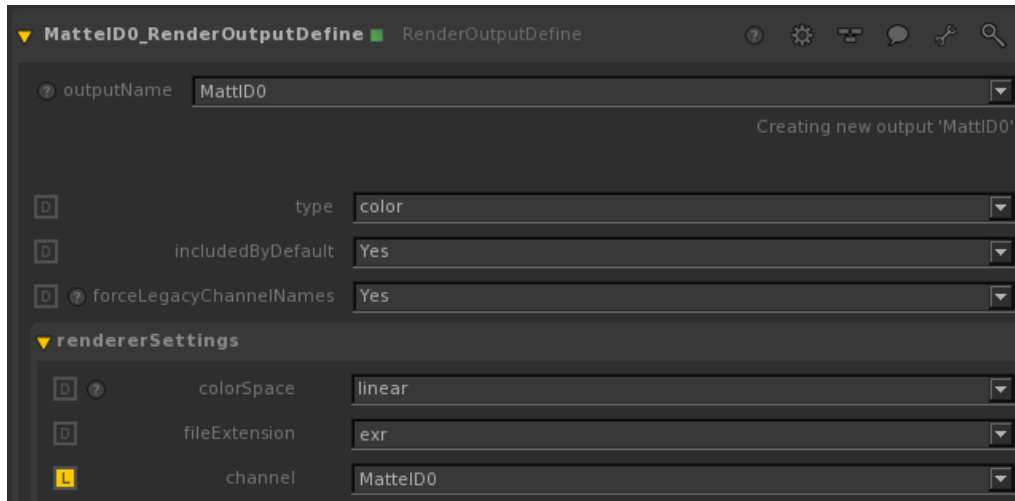 MatteID0_RenderOutputDefine RenderOutputDefine ?
? outputName MattID0
Creating new output 'MattID0'
D type color
D includedByDefault Yes
D ? forceLegacyChannelNames Yes
rendererSettings
D ? colorSpace linear
D fileExtension exr
L channel MatteID0